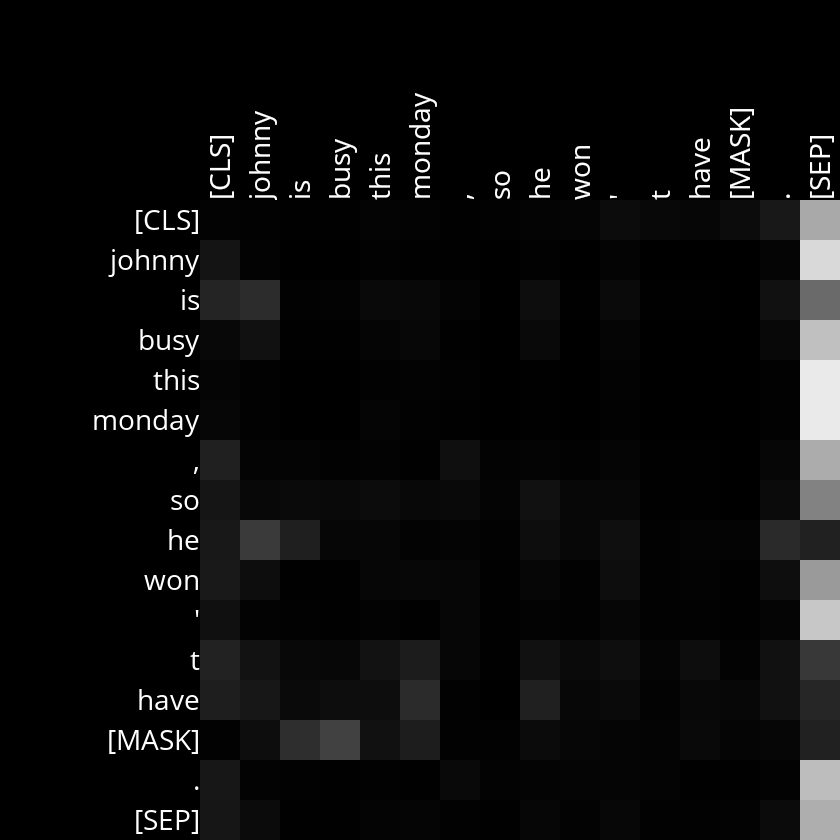 [CLS] johnny is busy this monday , so he won ' t have [MASK] . [SEP]
[CLS]
johnny
is
busy
this
monday
,
so
he
won
'
t
have
[MASK]
.
[SEP]